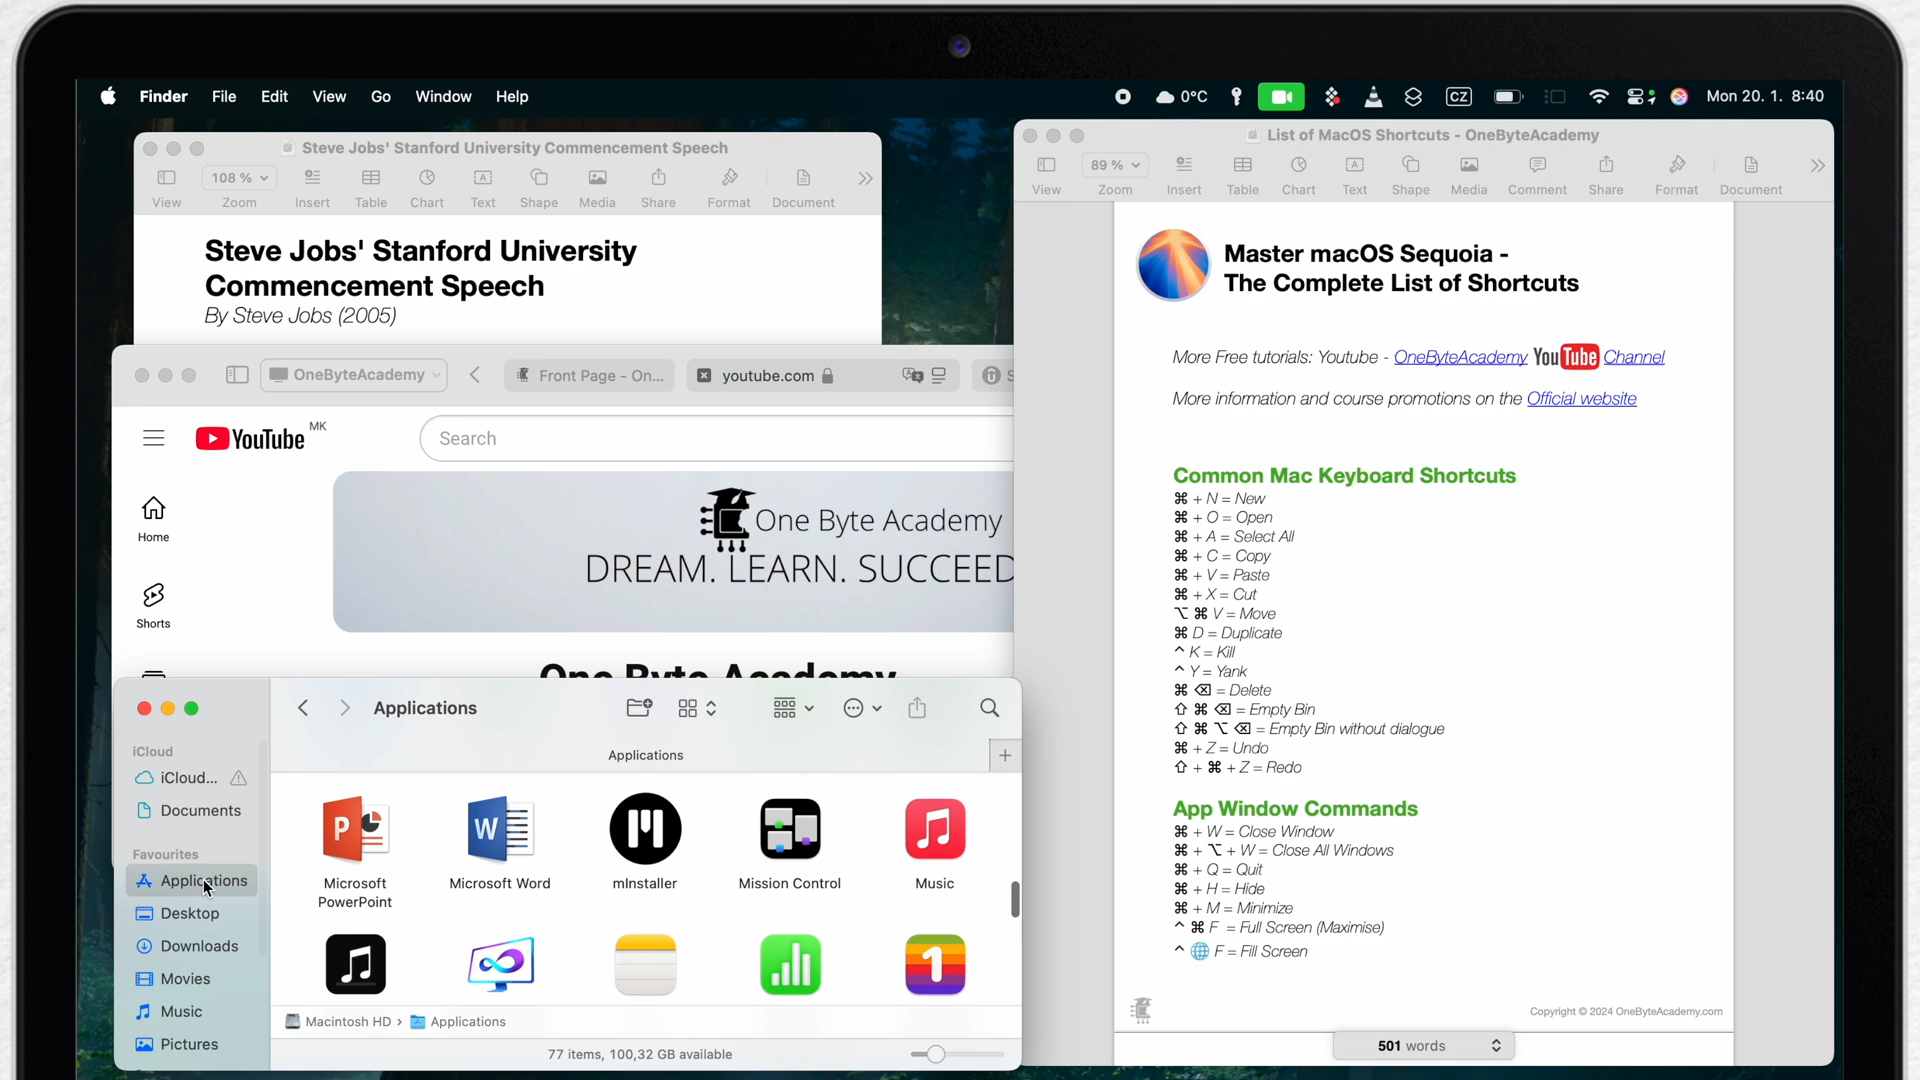 Finder File Edit View Go Window Help
0°C CZ Mon 20. 1. 8:40
Steve Jobs' Stanford University Commencement Speech
108 %
View Zoom Insert Table Chart Text Shape Media Share Format Document
Steve Jobs' Stanford University
Commencement Speech
By Steve Jobs (2005)
OneByteAcademy Front Page - On... youtube.com
YouTube MK
Search
Home
Shorts
One Byte Academy
DREAM. LEARN. SUCCEED
One Byte Academy
Applications
Applications
iCloud
iCloud...
Documents
Favourites
Applications
Desktop
Downloads
Movies
Music
Pictures
Microsoft
PowerPoint
Microsoft Word
mInstaller
Mission Control
Music
Macintosh HD › Applications
77 items, 100,32 GB available
List of MacOS Shortcuts - OneByteAcademy
89 %
View Zoom Insert Table Chart Text Shape Media Comment Share Format Document
Master macOS Sequoia -
The Complete List of Shortcuts
More Free tutorials: Youtube - OneByteAcademy YouTube Channel
More information and course promotions on the Official website
Common Mac Keyboard Shortcuts
⌘ + N = New
⌘ + O = Open
⌘ + A = Select All
⌘ + C = Copy
⌘ + V = Paste
⌘ + X = Cut
⌥ ⌘ V = Move
⌘ D = Duplicate
^ K = Kill
^ Y = Yank
⌘ ⌫ = Delete
⇧ ⌘ ⌫ = Empty Bin
⇧ ⌘ ⌥ ⌫ = Empty Bin without dialogue
⌘ + Z = Undo
⇧ + ⌘ + Z = Redo
App Window Commands
⌘ + W = Close Window
⌘ + ⌥ + W = Close All Windows
⌘ + Q = Quit
⌘ + H = Hide
⌘ + M = Minimize
^ ⌘ F = Full Screen (Maximise)
^ 🌐 F = Fill Screen
Copyright © 2024 OneByteAcademy.com
501 words